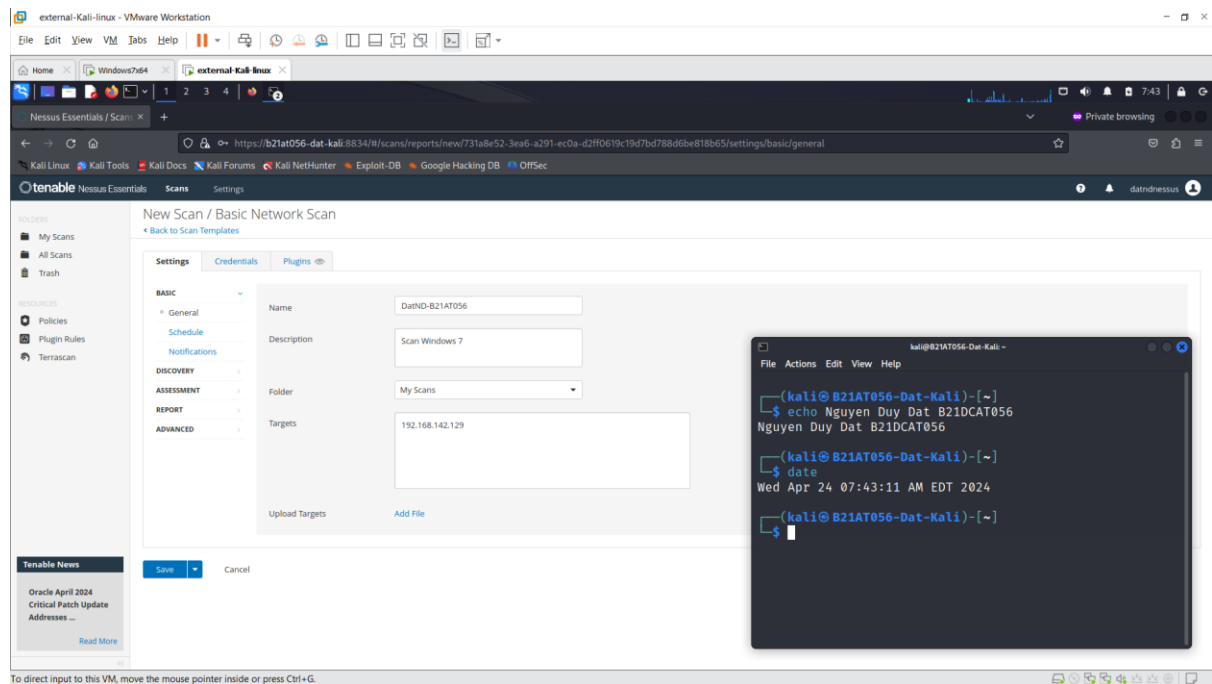 external-Kali-linux - VMware Workstation
File Edit View VM Tabs Help
Home Windows7x64 external-Kali-linux
1 2 3 4 7:43
Nessus Essentials / Scans Private browsing
https://b21at056-dat-kali:8834/#/scans/reports/new/731a8e52-3ea6-a291-ec0a-d2ff0619c19d7bd788d6be818b65/settings/basic/general
Kali Linux Kali Tools Kali Docs Kali Forums Kali NetHunter Exploit-DB Google Hacking DB OffSec
tenable Nessus Essentials Scans Settings datndnessus
FOLDERS
My Scans
All Scans
Trash
RESOURCES
Policies
Plugin Rules
Terrascan
Tenable News
Oracle April 2024
Critical Patch Update
Addresses ...
Read More
New Scan / Basic Network Scan
Back to Scan Templates
Settings Credentials Plugins
BASIC
General
Schedule
Notifications
DISCOVERY
ASSESSMENT
REPORT
ADVANCED
Name DatND-B21AT056
Description Scan Windows 7
Folder My Scans
Targets 192.168.142.129
Upload Targets Add File
Save Cancel
kali@B21AT056-Dat-Kali: ~
File Actions Edit View Help
(kali㉿B21AT056-Dat-Kali)-[~]
$ echo Nguyen Duy Dat B21DCAT056
Nguyen Duy Dat B21DCAT056
(kali㉿B21AT056-Dat-Kali)-[~]
$ date
Wed Apr 24 07:43:11 AM EDT 2024
(kali㉿B21AT056-Dat-Kali)-[~]
$
To direct input to this VM, move the mouse pointer inside or press Ctrl+G.